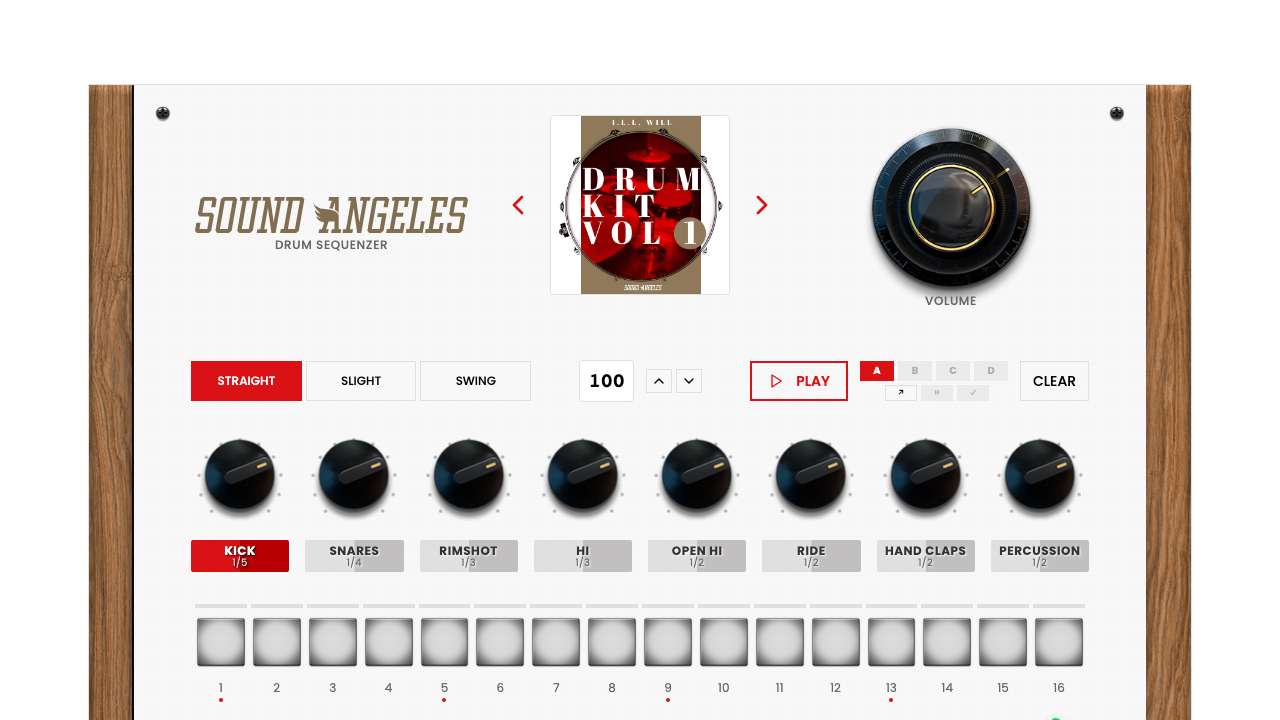 I.L.L. WILL
DRUM
KIT
VOL 1
SOUND ANGELES
SOUND ANGELES
DRUM SEQUENZER
VOLUME
STRAIGHT
SLIGHT
SWING
100
PLAY
A
B
C
D
CLEAR
KICK
1/5
SNARES
1/4
RIMSHOT
1/3
HI
1/3
OPEN HI
1/2
RIDE
1/2
HAND CLAPS
1/2
PERCUSSION
1/2
1 2 3 4 5 6 7 8 9 10 11 12 13 14 15 16